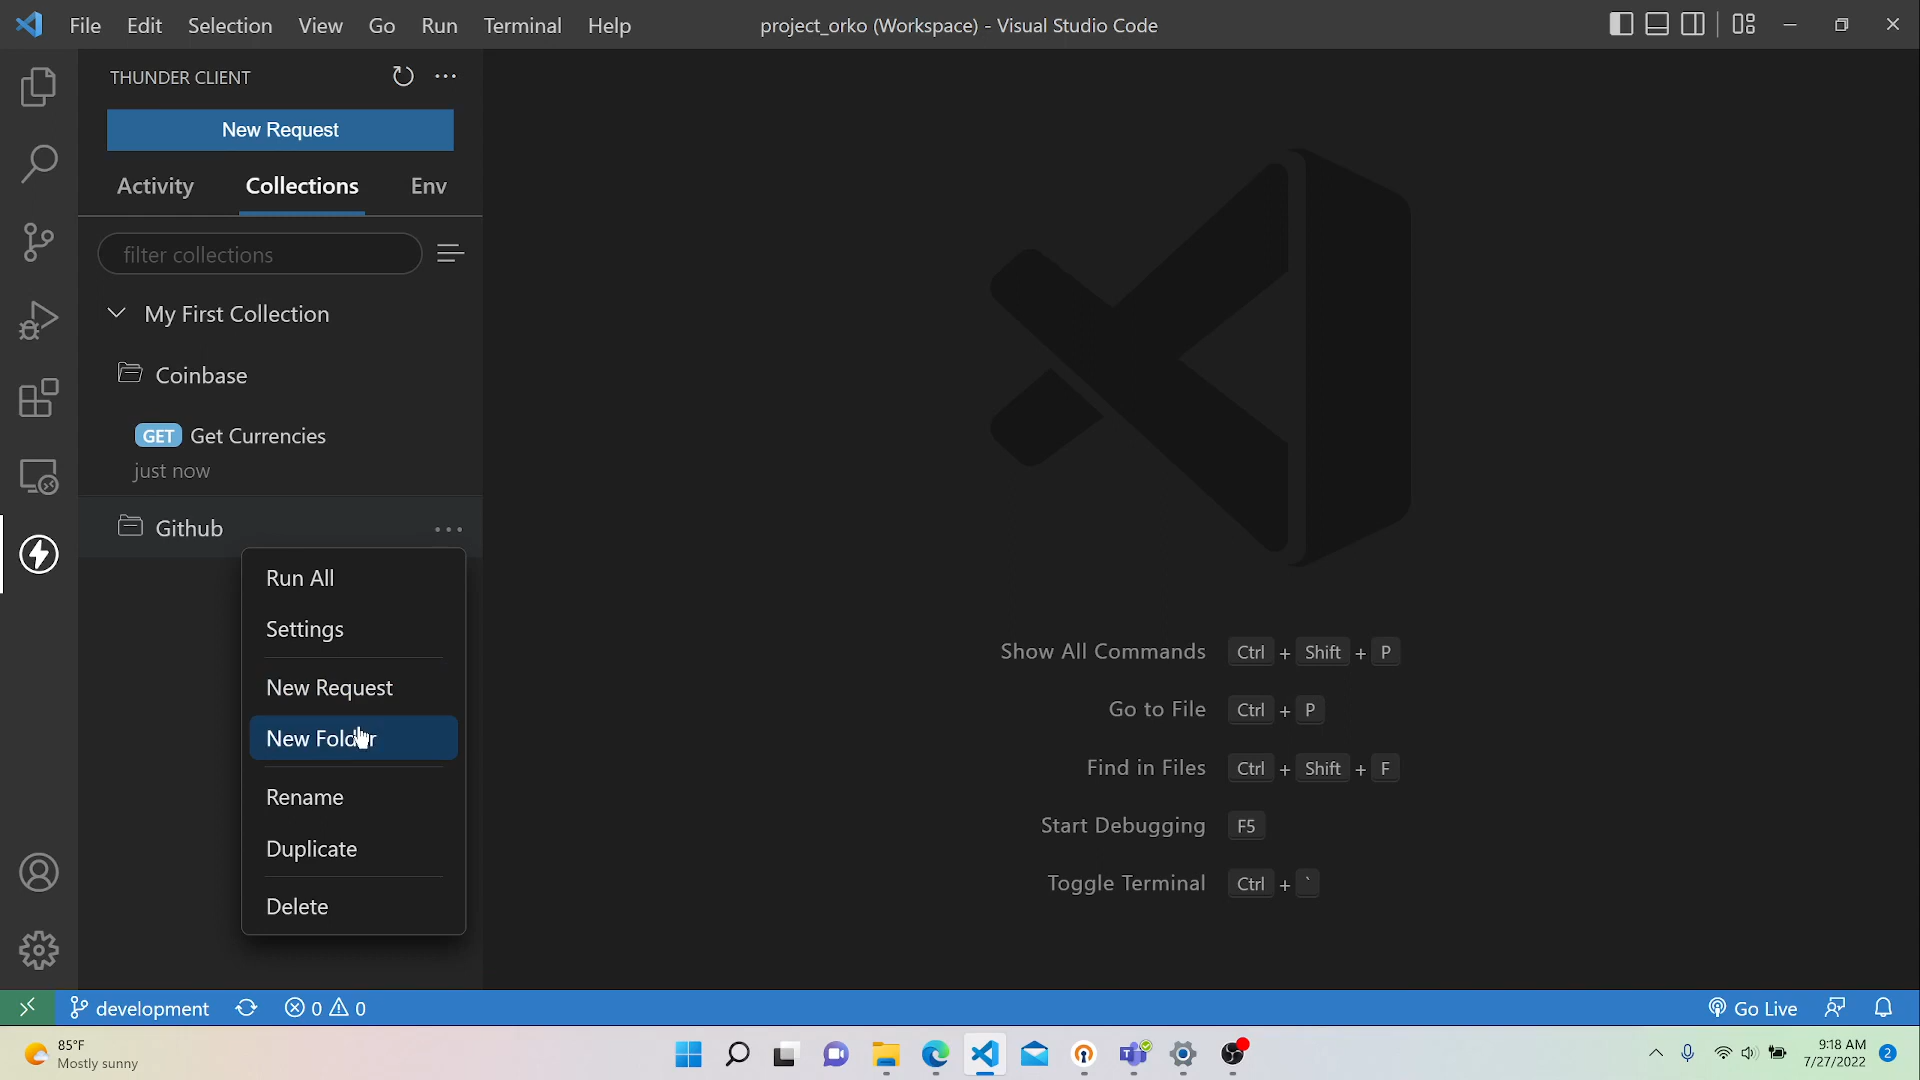 File Edit Selection View Go Run Terminal Help
project_orko (Workspace) - Visual Studio Code
THUNDER CLIENT
New Request
Activity Collections Env
filter collections
My First Collection
Coinbase
GET Get Currencies
just now
Github
Run All
Settings
New Request
New Folder
Rename
Duplicate
Delete
Show All Commands Ctrl + Shift + P
Go to File Ctrl + P
Find in Files Ctrl + Shift + F
Start Debugging F5
Toggle Terminal Ctrl + `
development 0 0 Go Live
85°F
Mostly sunny
9:18 AM
7/27/2022
2